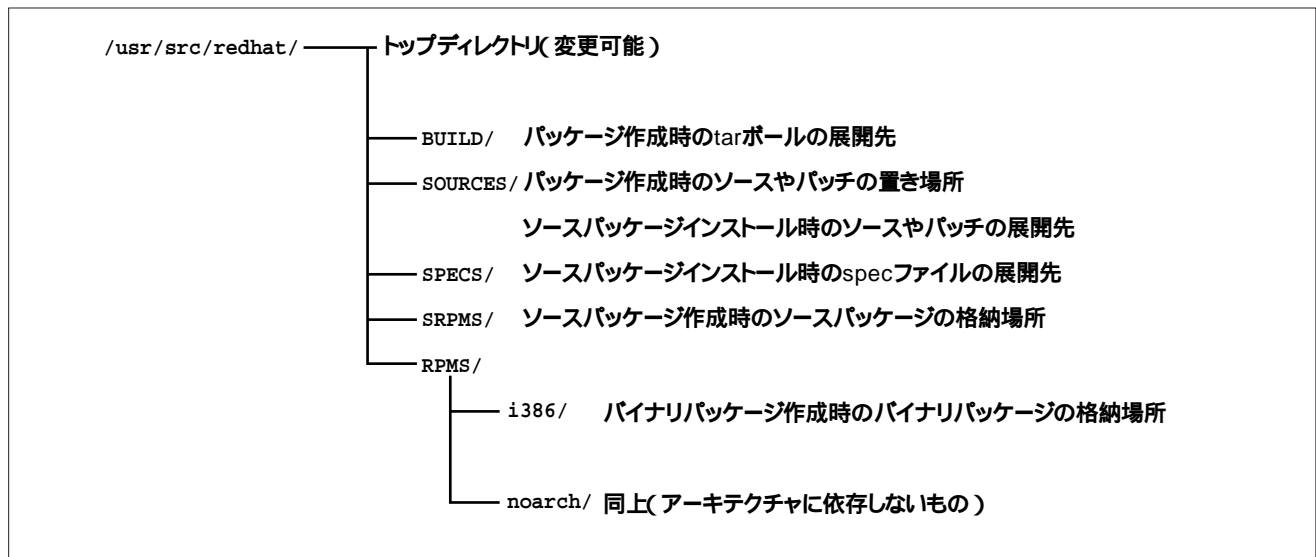 /usr/src/redhat/ トップディレクトリ(変更可能)
BUILD/ パッケージ作成時のtarボールの展開先
SOURCES/ パッケージ作成時のソースやパッチの置き場所
ソースパッケージインストール時のソースやパッチの展開先
SPECS/ ソースパッケージインストール時のspecファイルの展開先
SRPMS/ ソースパッケージ作成時のソースパッケージの格納場所
RPMS/
i386/ バイナリパッケージ作成時のバイナリパッケージの格納場所
noarch/ 同上(アーキテクチャに依存しないもの)